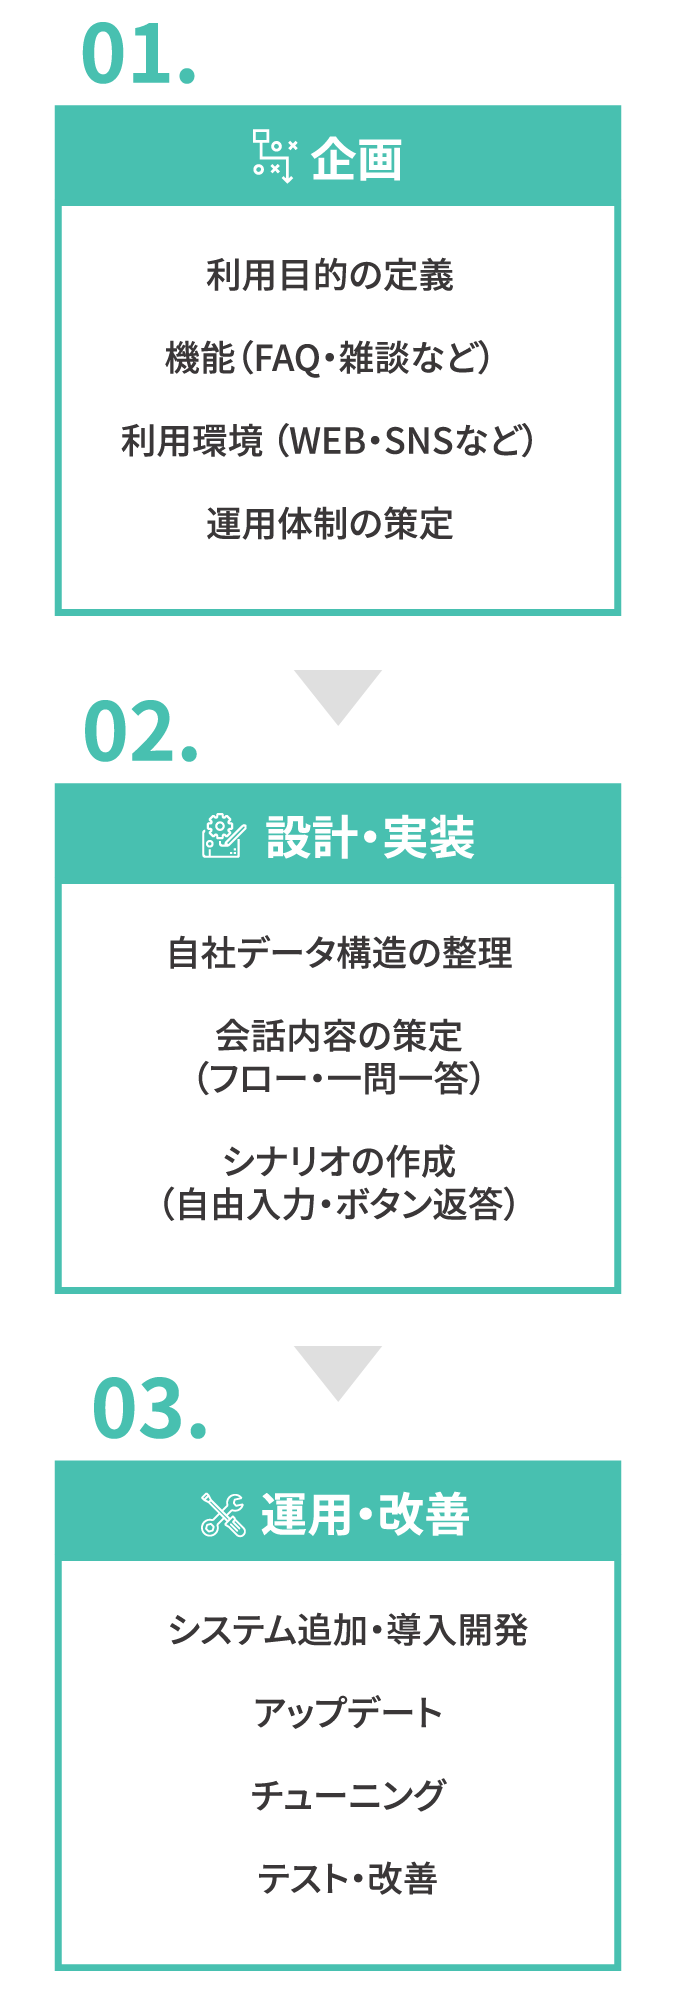 01.
企画
利用目的の定義
機能（FAQ・雑談など）
利用環境（WEB・SNSなど）
運用体制の策定
02.
設計・実装
自社データ構造の整理
会話内容の策定
（フロー・一問一答）
シナリオの作成
（自由入力・ボタン返答）
03.
運用・改善
システム追加・導入開発
アップデート
チューニング
テスト・改善